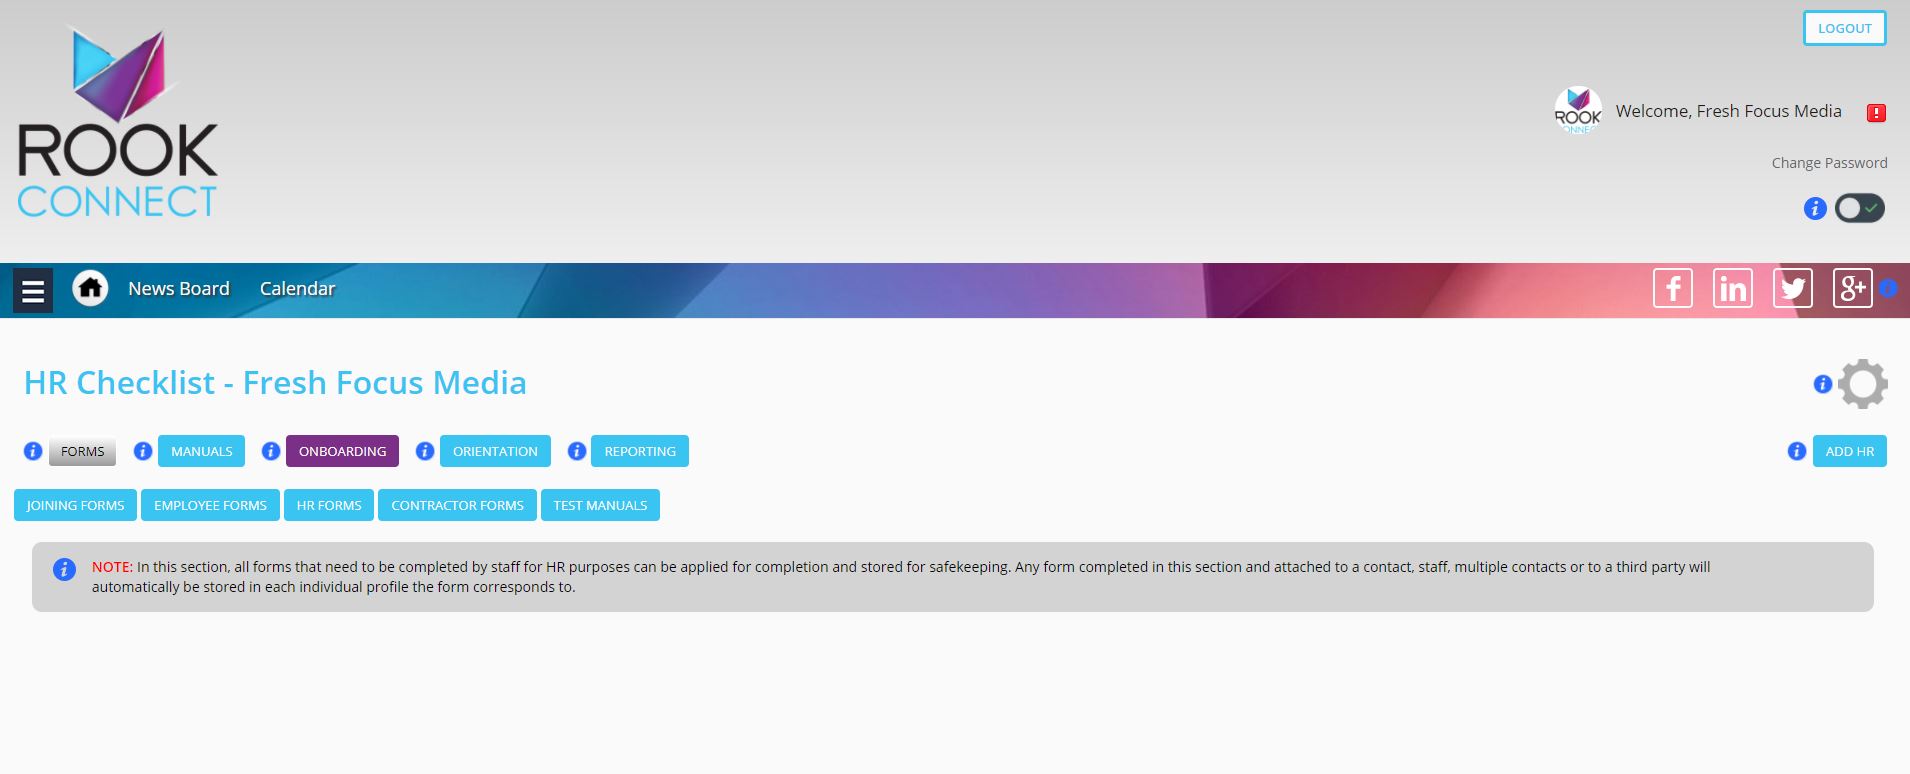 ROOK
CONNECT
LOGOUT
ROOK
CONNECT
Welcome, Fresh Focus Media
Change Password
News Board Calendar
HR Checklist - Fresh Focus Media
FORMS MANUALS ONBOARDING ORIENTATION REPORTING ADD HR
JOINING FORMS EMPLOYEE FORMS HR FORMS CONTRACTOR FORMS TEST MANUALS
NOTE: In this section, all forms that need to be completed by staff for HR purposes can be applied for completion and stored for safekeeping. Any form completed in this section and attached to a contact, staff, multiple contacts or to a third party will
automatically be stored in each individual profile the form corresponds to.